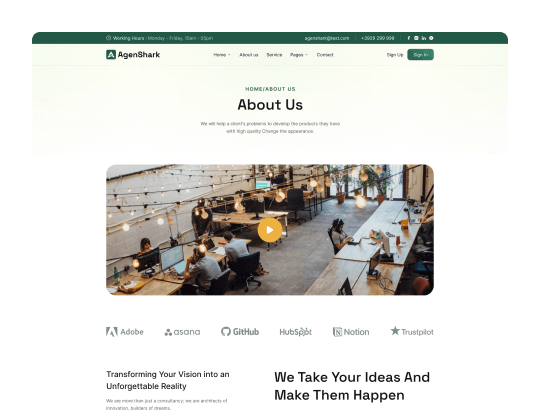 Working Hours : Monday - Friday, 10am - 05pm
agenshark@text.com
+3928 299 999
AgenShark
Home
About us
Service
Pages
Contact
Sign Up
Sign In
HOME/ABOUT US
About Us
We will help a client's problems to develop the products they have
with high quality Change the appearance.
Adobe
asana
GitHub
HubSpot
Notion
Trustpilot
Transforming Your Vision into an
Unforgettable Reality
We are more than just a consultancy; we are architects of
innovation, builders of dreams.
We Take Your Ideas And
Make Them Happen